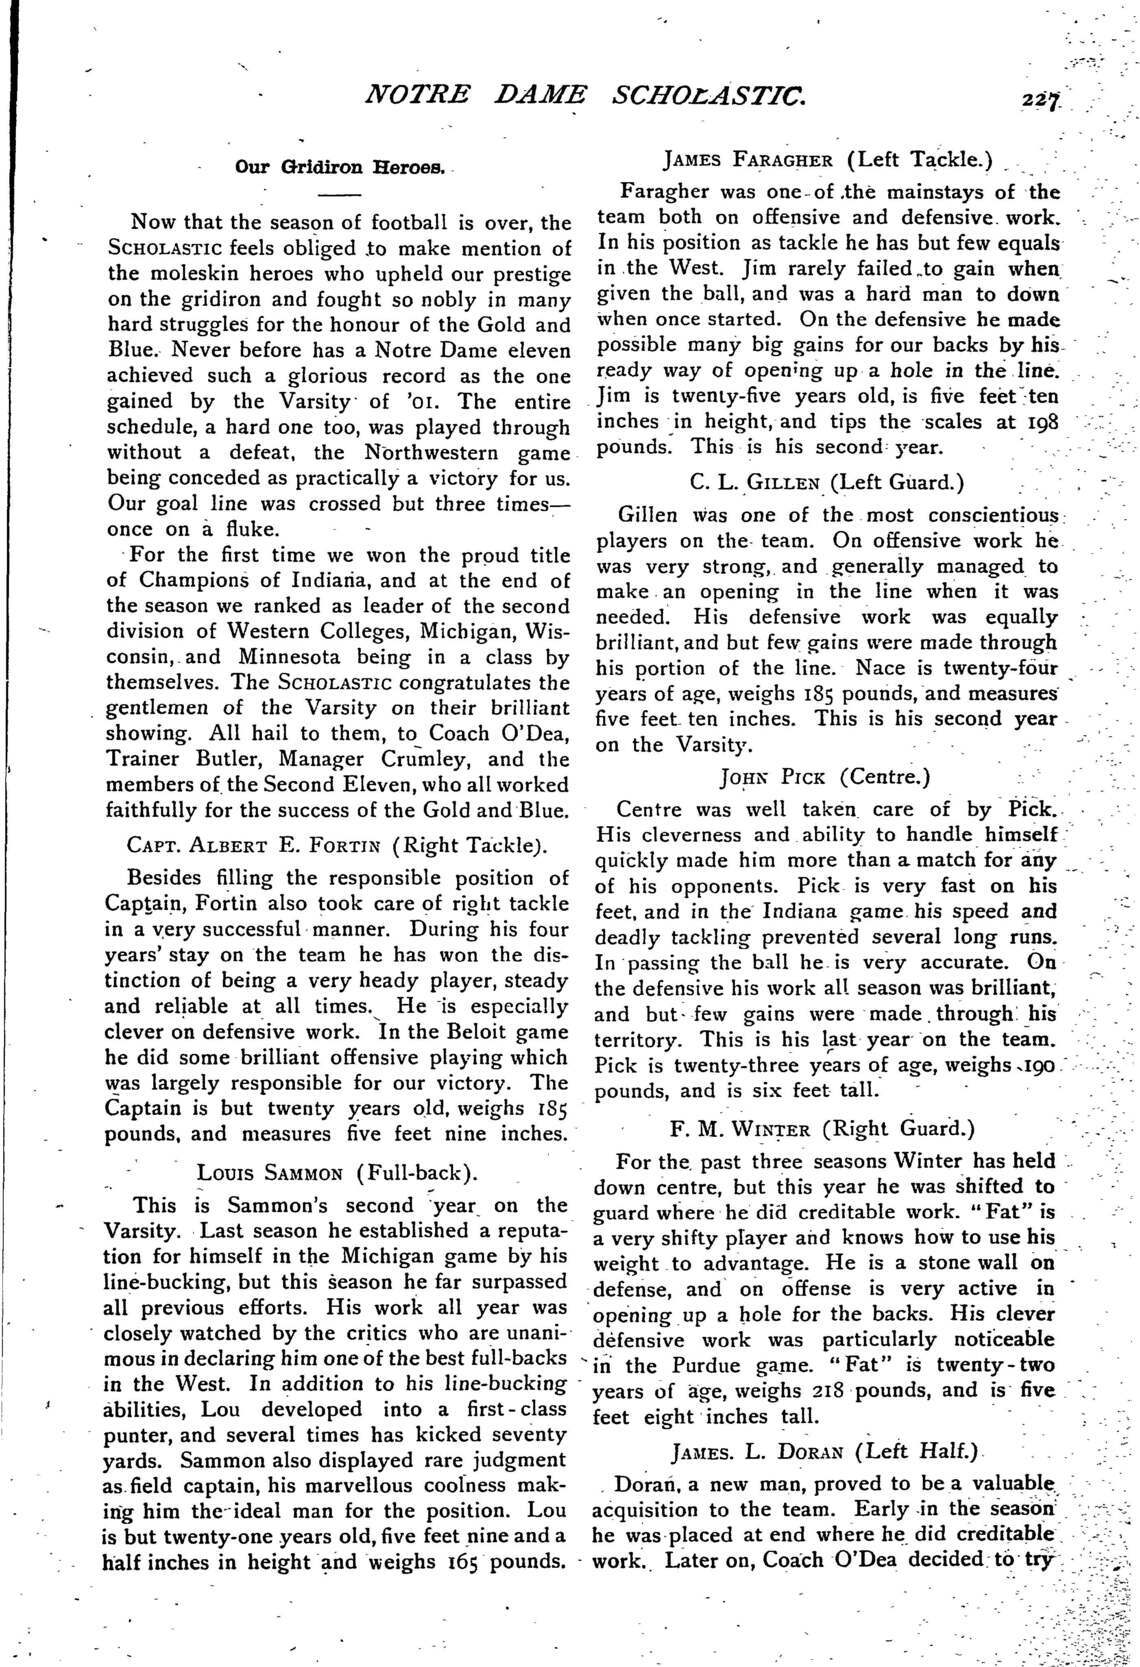 NOTRE DAME SCHOLASTIC.
227
Our Gridiron Heroes.
Now that the season of football is over, the
SCHOLASTIC feels obliged to make mention of
the moleskin heroes who upheld our prestige
on the gridiron and fought so nobly in many
hard struggles for the honour of the Gold and
Blue. Never before has a Notre Dame eleven
achieved such a glorious record as the one
gained by the Varsity of '01. The entire
schedule, a hard one too, was played through
without a defeat, the Northwestern game
being conceded as practically a victory for us.
Our goal line was crossed but three times—
once on a fluke.
For the first time we won the proud title
of Champions of Indiana, and at the end of
the season we ranked as leader of the second
division of Western Colleges, Michigan, Wis-
consin, and Minnesota being in a class by
themselves. The SCHOLASTIC congratulates the
gentlemen of the Varsity on their brilliant
showing. All hail to them, to Coach O'Dea,
Trainer Butler, Manager Crumley, and the
members of the Second Eleven, who all worked
faithfully for the success of the Gold and Blue.
CAPT. ALBERT E. FORTIN (Right Tackle).
Besides filling the responsible position of
Captain, Fortin also took care of right tackle
in a very successful manner. During his four
years' stay on the team he has won the dis-
tinction of being a very heady player, steady
and reliable at all times. He is especially
clever on defensive work. In the Beloit game
he did some brilliant offensive playing which
was largely responsible for our victory. The
Captain is but twenty years old, weighs 185
pounds, and measures five feet nine inches.
LOUIS SAMMON (Full-back).
This is Sammon's second year on the
Varsity. Last season he established a reputa-
tion for himself in the Michigan game by his
line-bucking, but this season he far surpassed
all previous efforts. His work all year was
closely watched by the critics who are unani-
mous in declaring him one of the best full-backs
in the West. In addition to his line-bucking
abilities, Lou developed into a first-class
punter, and several times has kicked seventy
yards. Sammon also displayed rare judgment
as field captain, his marvellous coolness mak-
ing him the ideal man for the position. Lou
is but twenty-one years old, five feet nine and a
half inches in height and weighs 165 pounds.
JAMES FARAGHER (Left Tackle.)
Faragher was one of the mainstays of the
team both on offensive and defensive work.
In his position as tackle he has but few equals
in the West. Jim rarely failed to gain when
given the ball, and was a hard man to down
when once started. On the defensive he made
possible many big gains for our backs by his
ready way of opening up a hole in the line.
Jim is twenty-five years old, is five feet ten
inches in height, and tips the scales at 198
pounds. This is his second year.
C. L. GILLEN (Left Guard.)
Gillen was one of the most conscientious
players on the team. On offensive work he
was very strong, and generally managed to
make an opening in the line when it was
needed. His defensive work was equally
brilliant, and but few gains were made through
his portion of the line. Nace is twenty-four
years of age, weighs 185 pounds, and measures
five feet ten inches. This is his second year
on the Varsity.
JOHN PICK (Centre.)
Centre was well taken care of by Pick.
His cleverness and ability to handle himself
quickly made him more than a match for any
of his opponents. Pick is very fast on his
feet, and in the Indiana game his speed and
deadly tackling prevented several long runs.
In passing the ball he is very accurate. On
the defensive his work all season was brilliant,
and but few gains were made through his
territory. This is his last year on the team.
Pick is twenty-three years of age, weighs 190
pounds, and is six feet tall.
F. M. WINTER (Right Guard.)
For the past three seasons Winter has held
down centre, but this year he was shifted to
guard where he did creditable work. "Fat" is
a very shifty player and knows how to use his
weight to advantage. He is a stone wall on
defense, and on offense is very active in
opening up a hole for the backs. His clever
defensive work was particularly noticeable
in the Purdue game. "Fat" is twenty-two
years of age, weighs 218 pounds, and is five
feet eight inches tall.
JAMES. L. DORAN (Left Half.)
Doran, a new man, proved to be a valuable
acquisition to the team. Early in the season
he was placed at end where he did creditable
work. Later on, Coach O'Dea decided to try